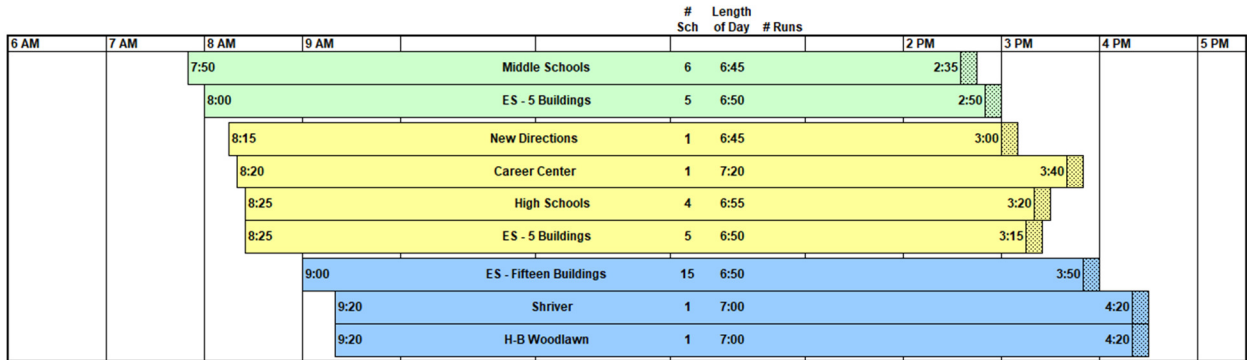 # Sch Length of Day # Runs
6 AM 7 AM 8 AM 9 AM 2 PM 3 PM 4 PM 5 PM
7:50 Middle Schools 6 6:45 2:35
8:00 ES - 5 Buildings 5 6:50 2:50
8:15 New Directions 1 6:45 3:00
8:20 Career Center 1 7:20 3:40
8:25 High Schools 4 6:55 3:20
8:25 ES - 5 Buildings 5 6:50 3:15
9:00 ES - Fifteen Buildings 15 6:50 3:50
9:20 Shriver 1 7:00 4:20
9:20 H-B Woodlawn 1 7:00 4:20